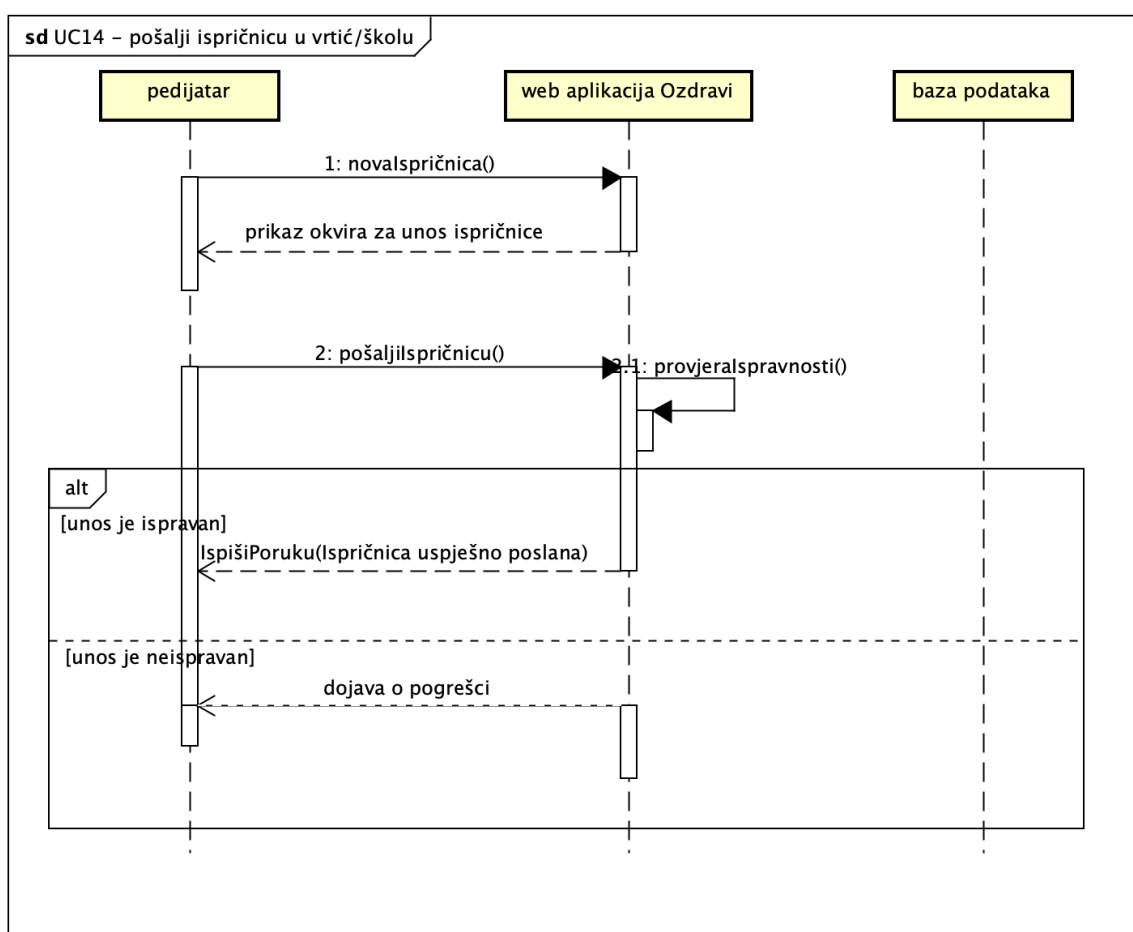 sd UC14 – pošalji ispričnicu u vrtić/školu
pedijatar
web aplikacija Ozdravi
baza podataka
1: novaIspričnica()
prikaz okvira za unos ispričnice
2: pošaljiIspričnicu()
2.1: provjeraIspravnosti()
alt
[unos je ispravan]
IspišiPoruku(Ispričnica uspješno poslana)
[unos je neispravan]
dojava o pogrešci